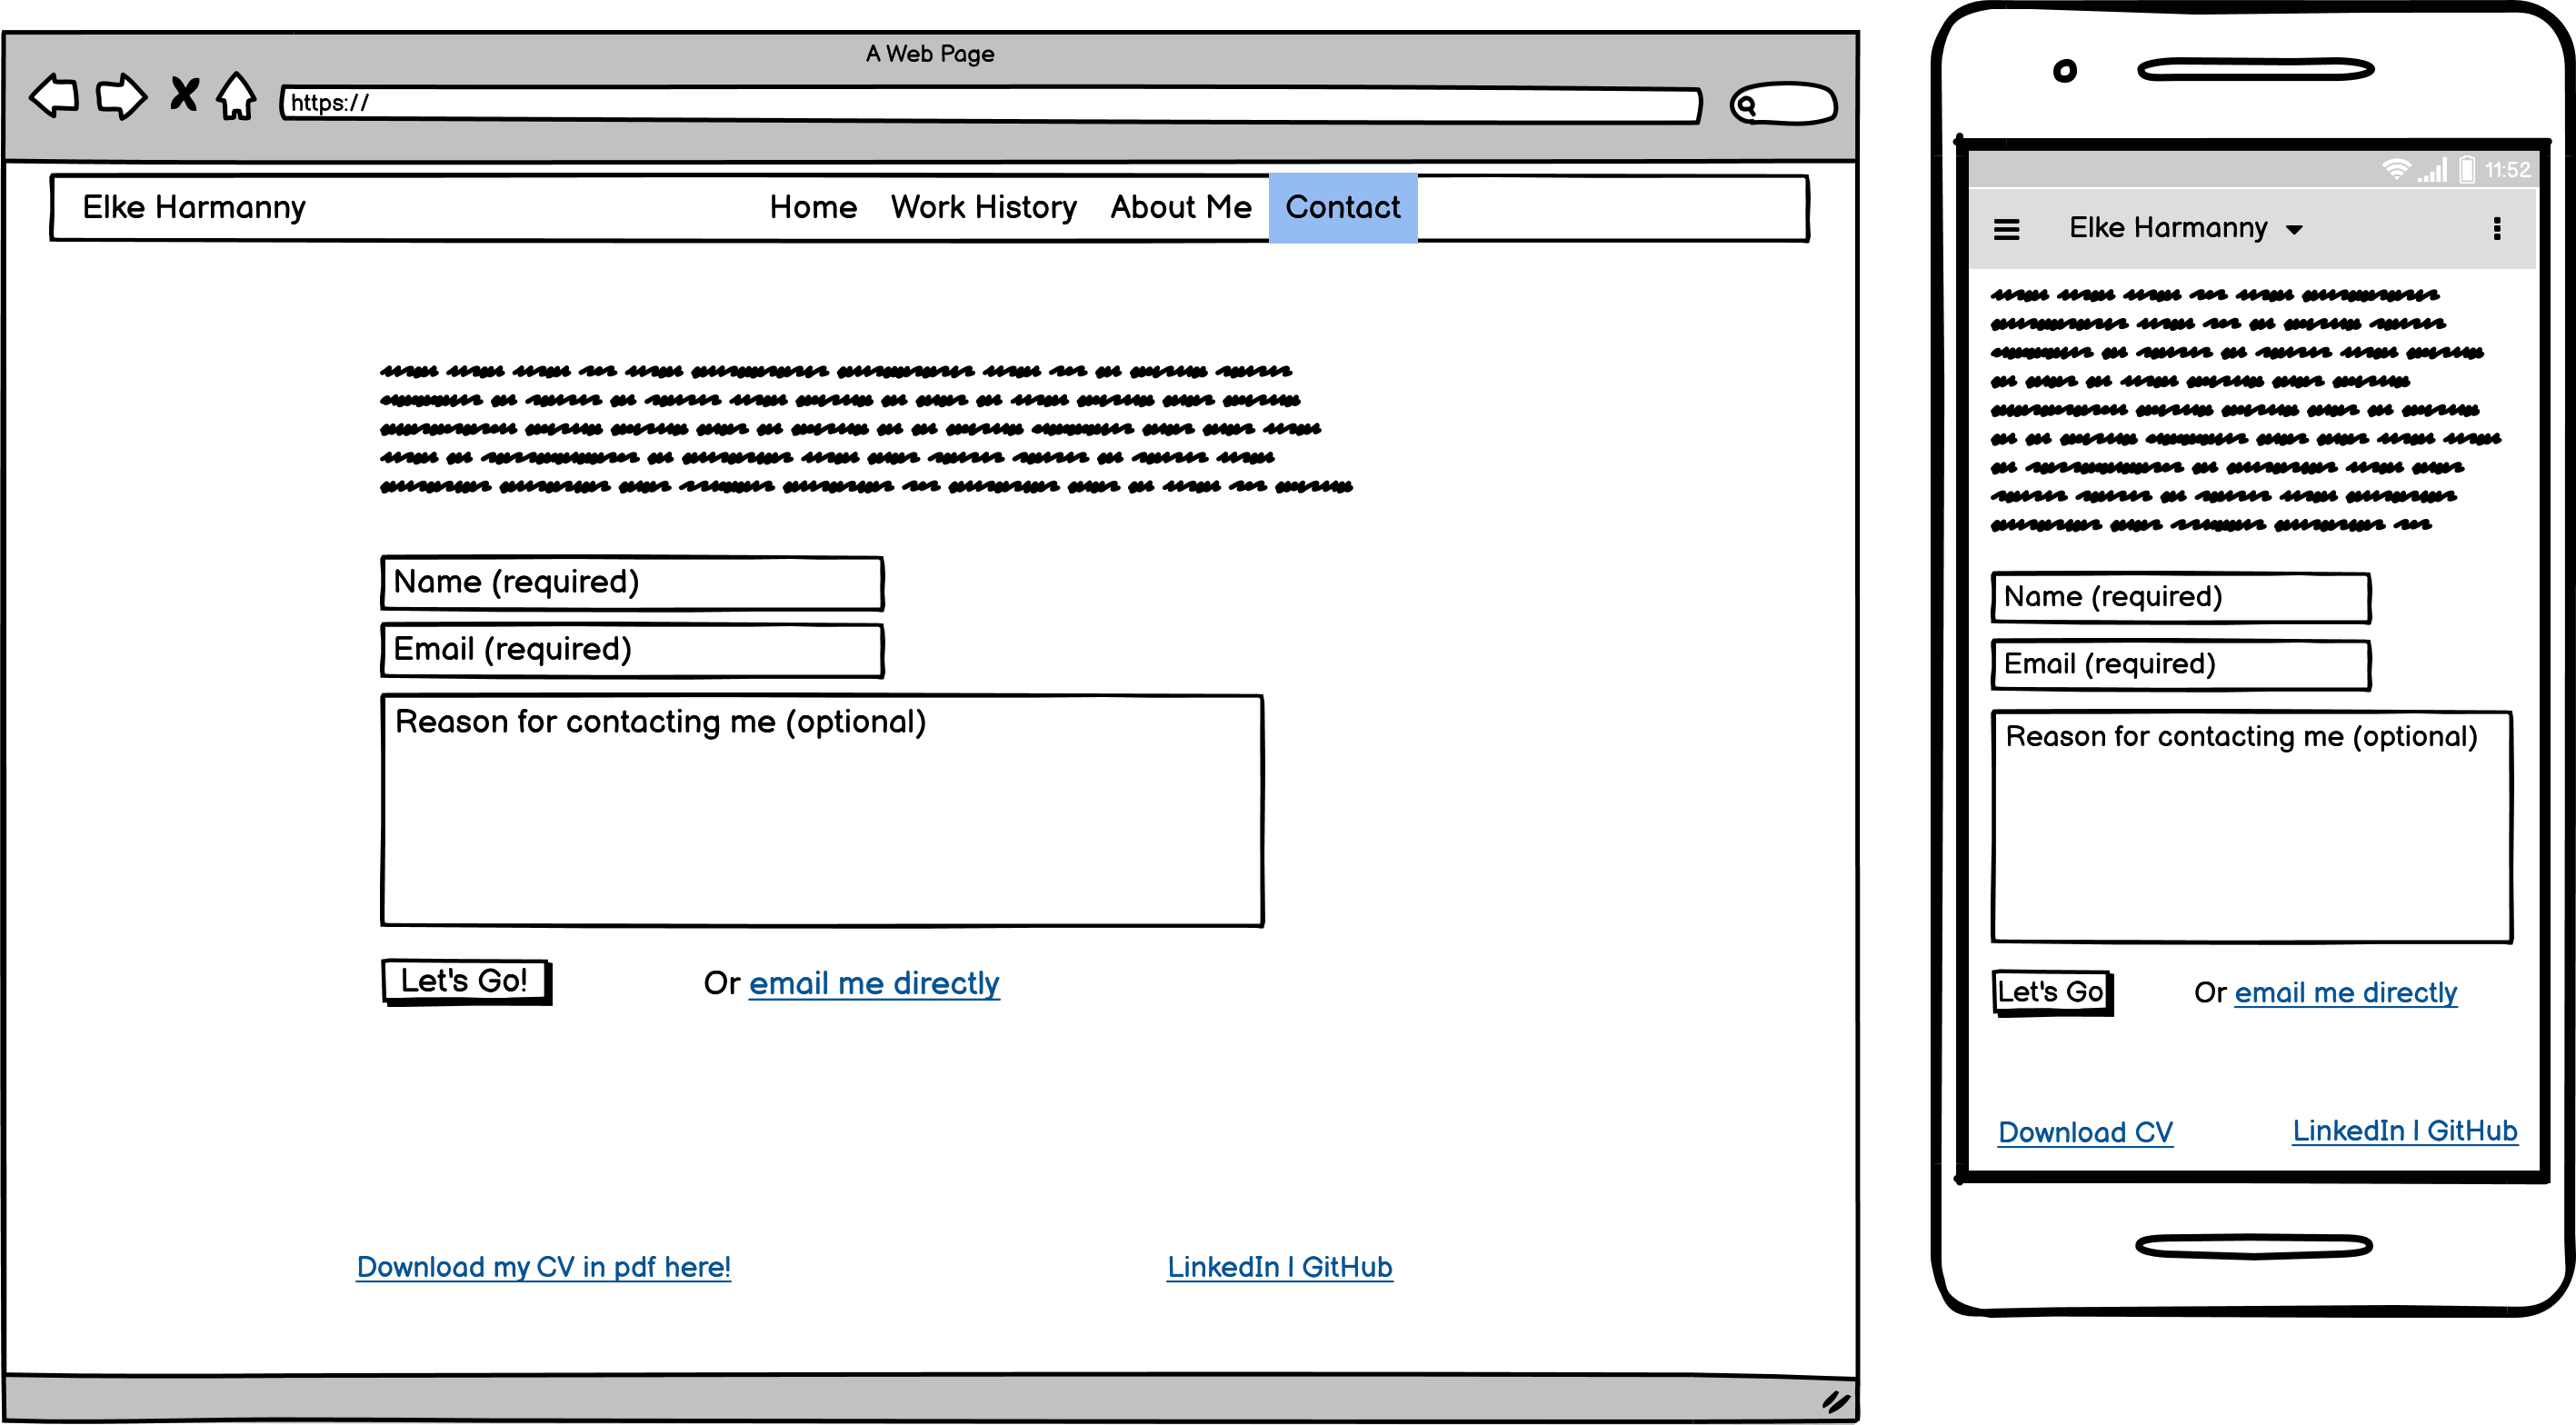 A Web Page
https://
Elke Harmanny Home Work History About Me Contact
Name (required)
Email (required)
Reason for contacting me (optional)
Let's Go! Or email me directly
Download my CV in pdf here! LinkedIn | GitHub
11:52
Elke Harmanny
Name (required)
Email (required)
Reason for contacting me (optional)
Let's Go Or email me directly
Download CV LinkedIn | GitHub